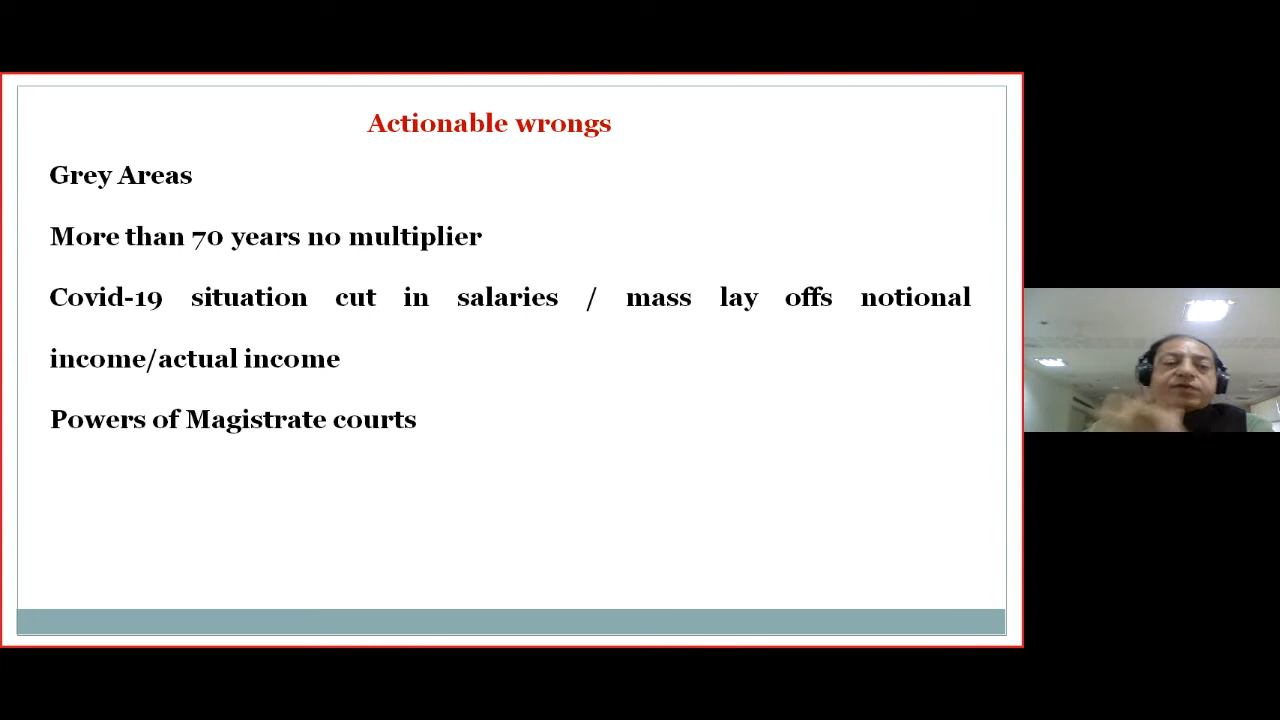 Actionable wrongs
Grey Areas
More than 70 years no multiplier
Covid-19 situation cut in salaries / mass lay offs notional
income/actual income
Powers of Magistrate courts